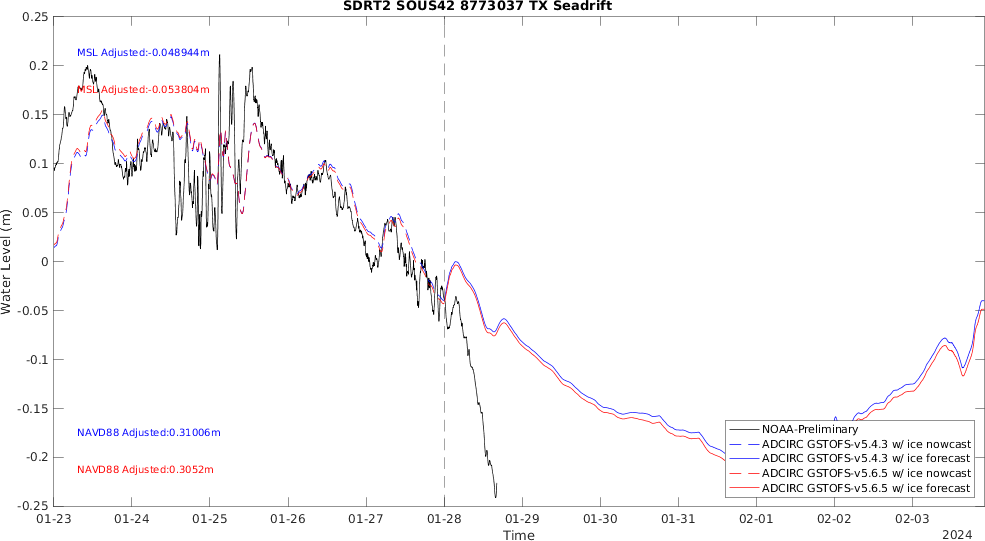 SDRT2 SOUS42 8773037 TX Seadrift
0.25
0.2
0.15
0.1
0.05
0
-0.05
-0.1
-0.15
-0.2
-0.25
Water Level (m)
MSL Adjusted:-0.048944m
MSL Adjusted:-0.053804m
NAVD88 Adjusted:0.31006m
NAVD88 Adjusted:0.3052m
NOAA-Preliminary
ADCIRC GSTOFS-v5.4.3 w/ ice nowcast
ADCIRC GSTOFS-v5.4.3 w/ ice forecast
ADCIRC GSTOFS-v5.6.5 w/ ice nowcast
ADCIRC GSTOFS-v5.6.5 w/ ice forecast
01-23 01-24 01-25 01-26 01-27 01-28 01-29 01-30 01-31 02-01 02-02 02-03
Time
2024